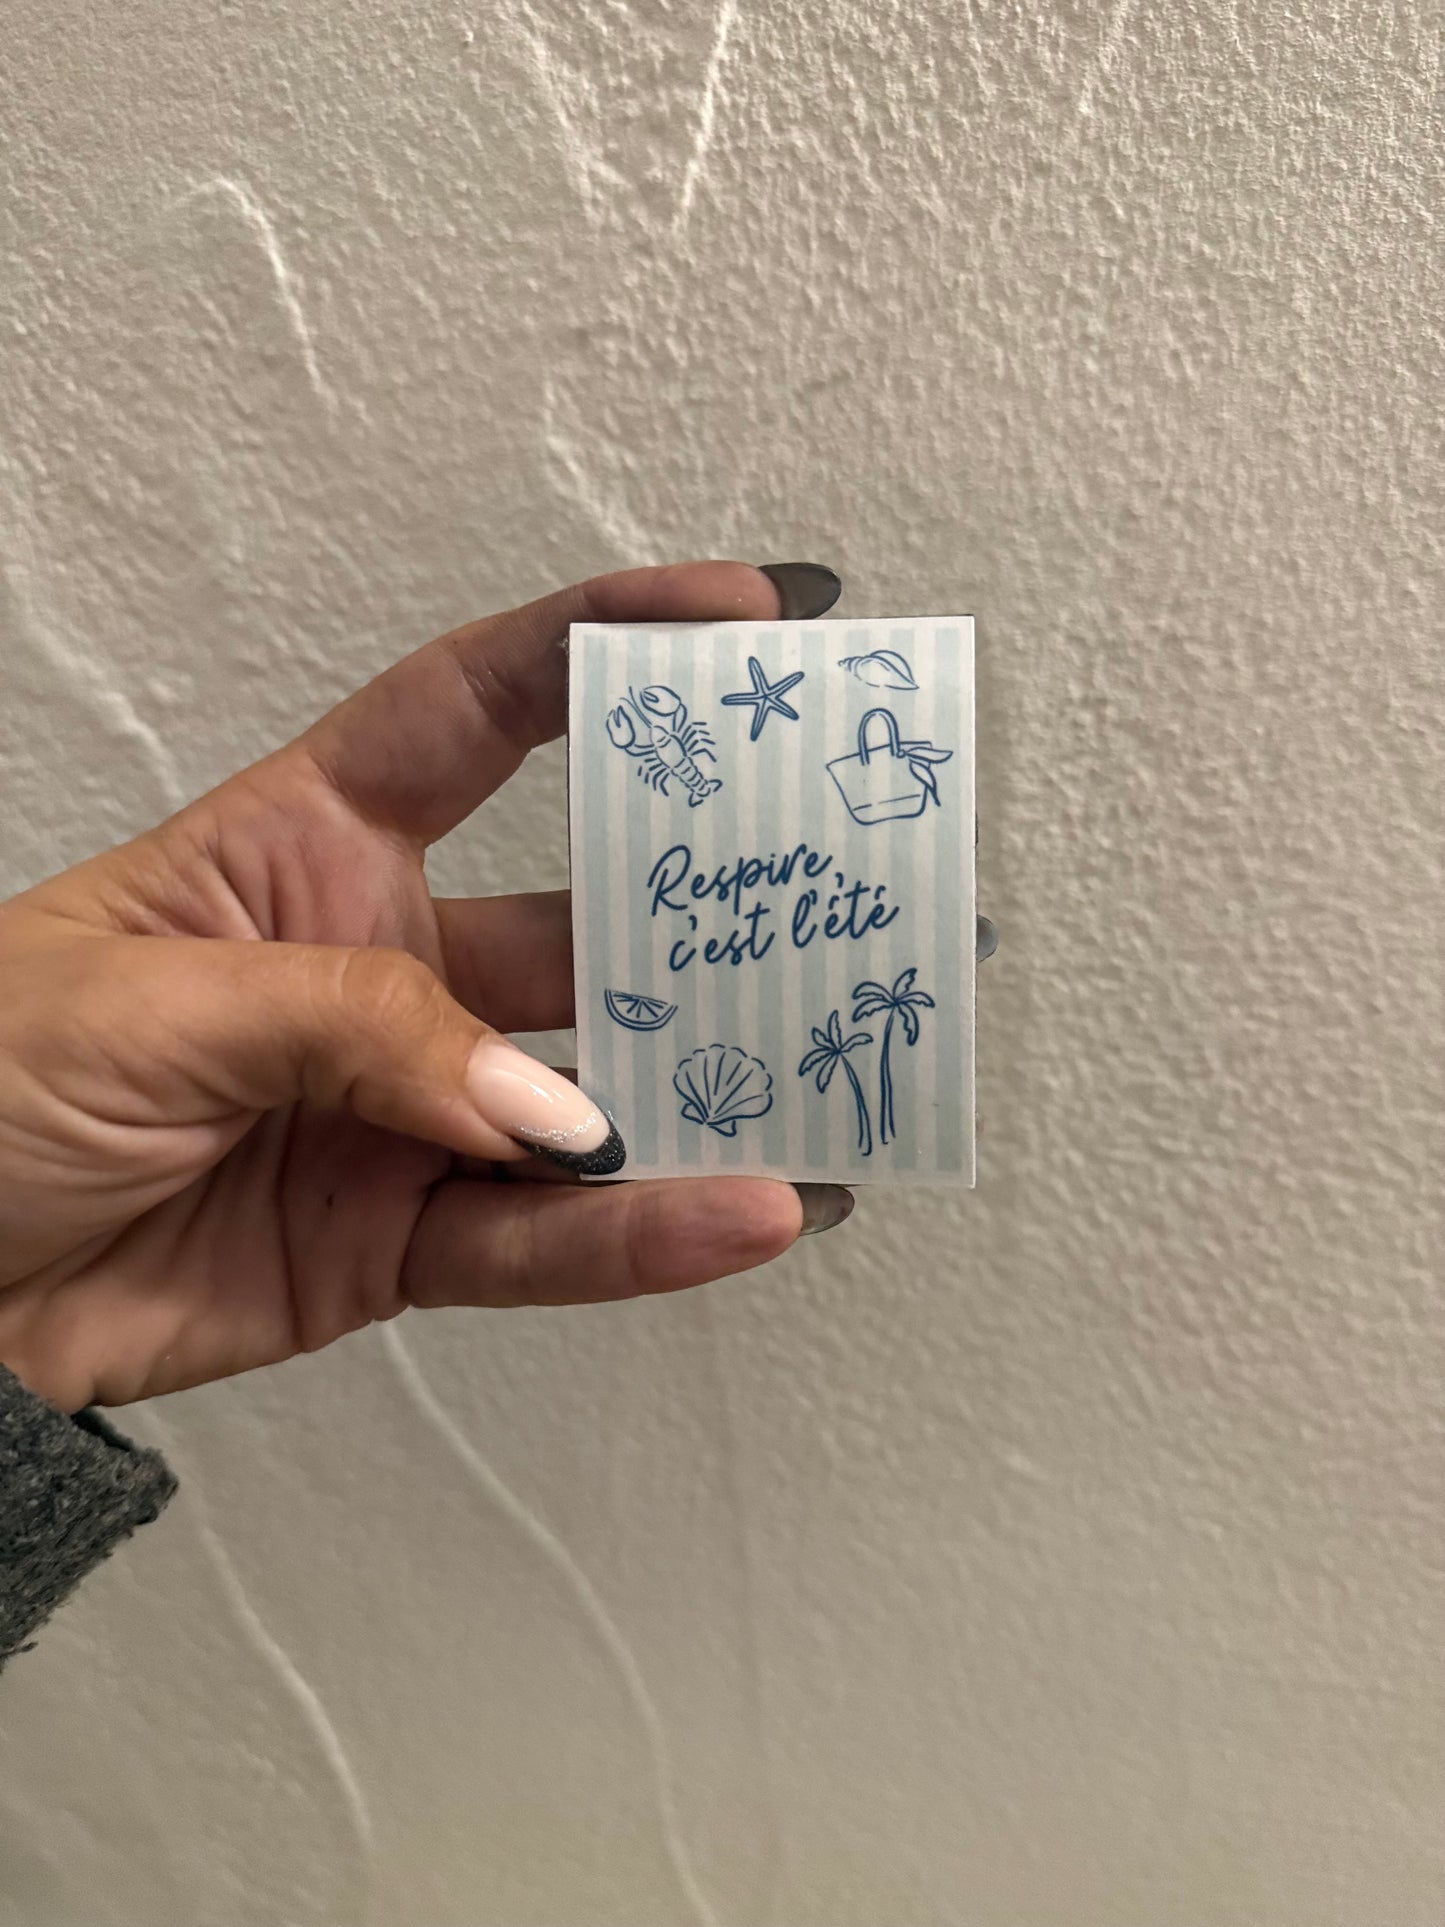 Respire,
c'est l'été